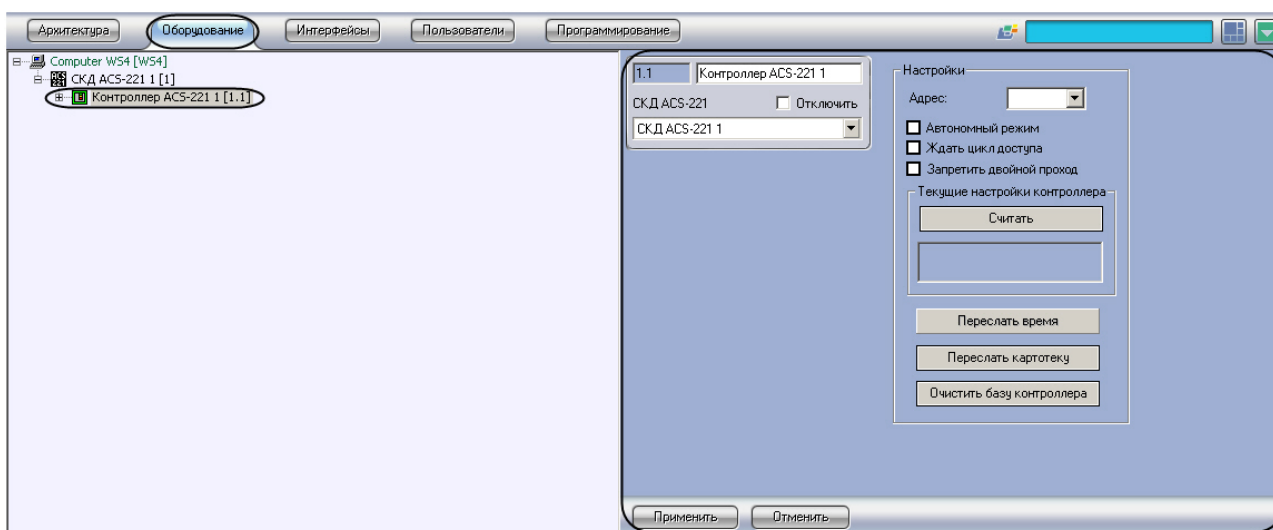 Архитектура Оборудование Интерфейсы Пользователи Программирование
Computer WS4 [WS4]
СКД ACS-221 1 [1]
Контроллер ACS-221 1 [1.1]
1.1 Контроллер ACS-221 1
СКД ACS-221 Отключить
СКД ACS-221 1
Настройки
Адрес:
Автономный режим
Ждать цикл доступа
Запретить двойной проход
Текущие настройки контроллера
Считать
Переслать время
Переслать картотеку
Очистить базу контроллера
Применить Отменить